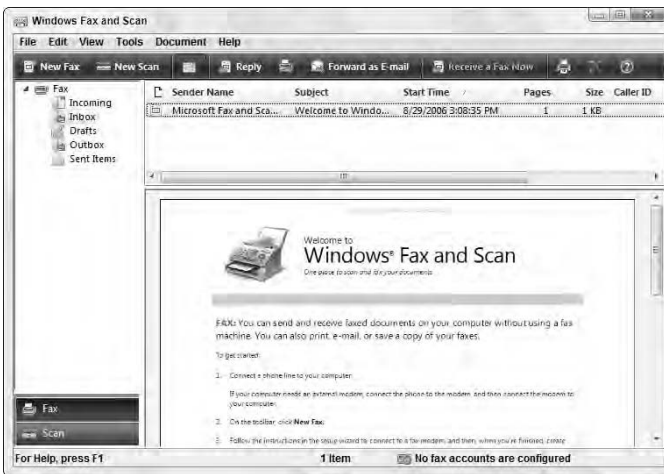 Windows Fax and Scan
File Edit View Tools Document Help
New Fax New Scan Reply Forward as E-mail Receive a Fax Now
Fax
Incoming
Inbox
Drafts
Outbox
Sent Items
Sender Name Subject Start Time Pages Size Caller ID
Microsoft Fax and Sca... Welcome to Windo... 8/29/2006 3:08:35 PM 1 1 KB
Welcome to
Windows® Fax and Scan
One place to scan and fax your documents
FAX: You can send and receive faxed documents on your computer without using a fax
machine. You can also print, e-mail, or save a copy of your faxes.
To get started:
1. Connect a phone line to your computer.
If your computer needs an external modem, connect the phone to the modem, and then connect the modem to
your computer.
2. On the toolbar, click New Fax.
3. Follow the instructions in the setup wizard to connect to a fax modem, and then, when you're finished, create
Fax
Scan
For Help, press F1 1 Item No fax accounts are configured